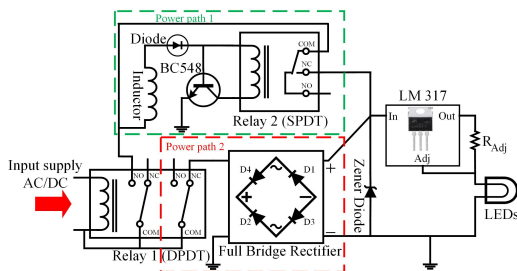 Power path 1
Diode
BC548
Inductor
COM
NC
NO
Relay 2 (SPDT)
LM 317
In
Out
Adj
RAdj
Zener Diode
LEDs
Input supply
AC/DC
Power path 2
NO
NC
NO
NC
COM
COM
Relay 1 (DPDT)
D4
D1
+
−
D2
D3
+
−
Full Bridge Rectifier